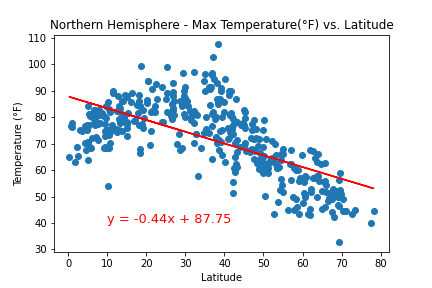 Northern Hemisphere - Max Temperature(°F) vs. Latitude
110
100
90
80
70
60
50
40
30
Temperature (°F)
y = -0.44x + 87.75
0 10 20 30 40 50 60 70 80
Latitude